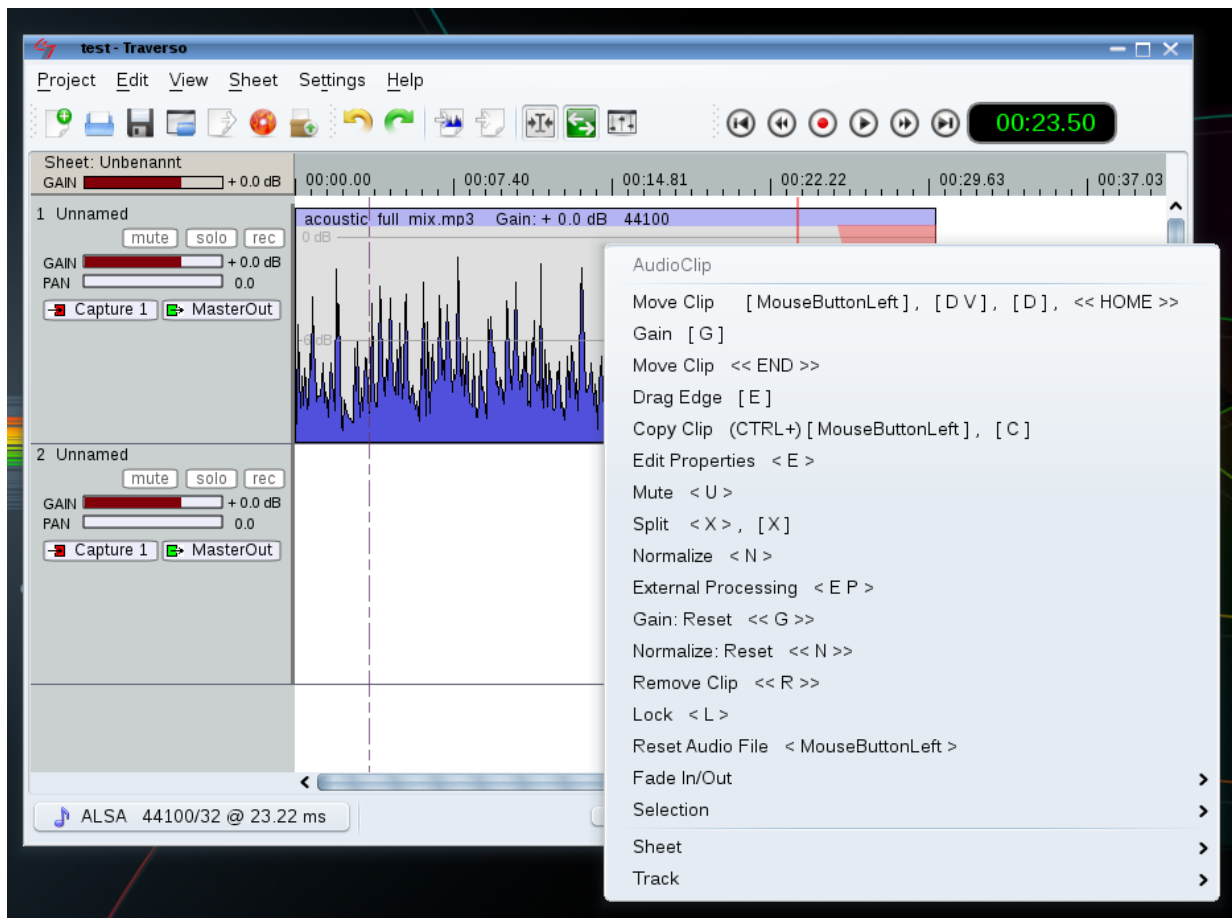 test - Traverso
Project Edit View Sheet Settings Help
00:23.50
Sheet: Unbenannt
GAIN + 0.0 dB
00:00.00 00:07.40 00:14.81 00:22.22 00:29.63 00:37.03
1 Unnamed
mute solo rec
GAIN + 0.0 dB
PAN 0.0
Capture 1 MasterOut
acoustic_full_mix.mp3 Gain: + 0.0 dB 44100
0 dB
-6 dB
2 Unnamed
mute solo rec
GAIN + 0.0 dB
PAN 0.0
Capture 1 MasterOut
ALSA 44100/32 @ 23.22 ms
AudioClip
Move Clip [ MouseButtonLeft ] , [ D V ] , [ D ] , << HOME >>
Gain [ G ]
Move Clip << END >>
Drag Edge [ E ]
Copy Clip (CTRL+) [ MouseButtonLeft ] , [ C ]
Edit Properties < E >
Mute < U >
Split < X > , [ X ]
Normalize < N >
External Processing < E P >
Gain: Reset << G >>
Normalize: Reset << N >>
Remove Clip << R >>
Lock < L >
Reset Audio File < MouseButtonLeft >
Fade In/Out
Selection
Sheet
Track